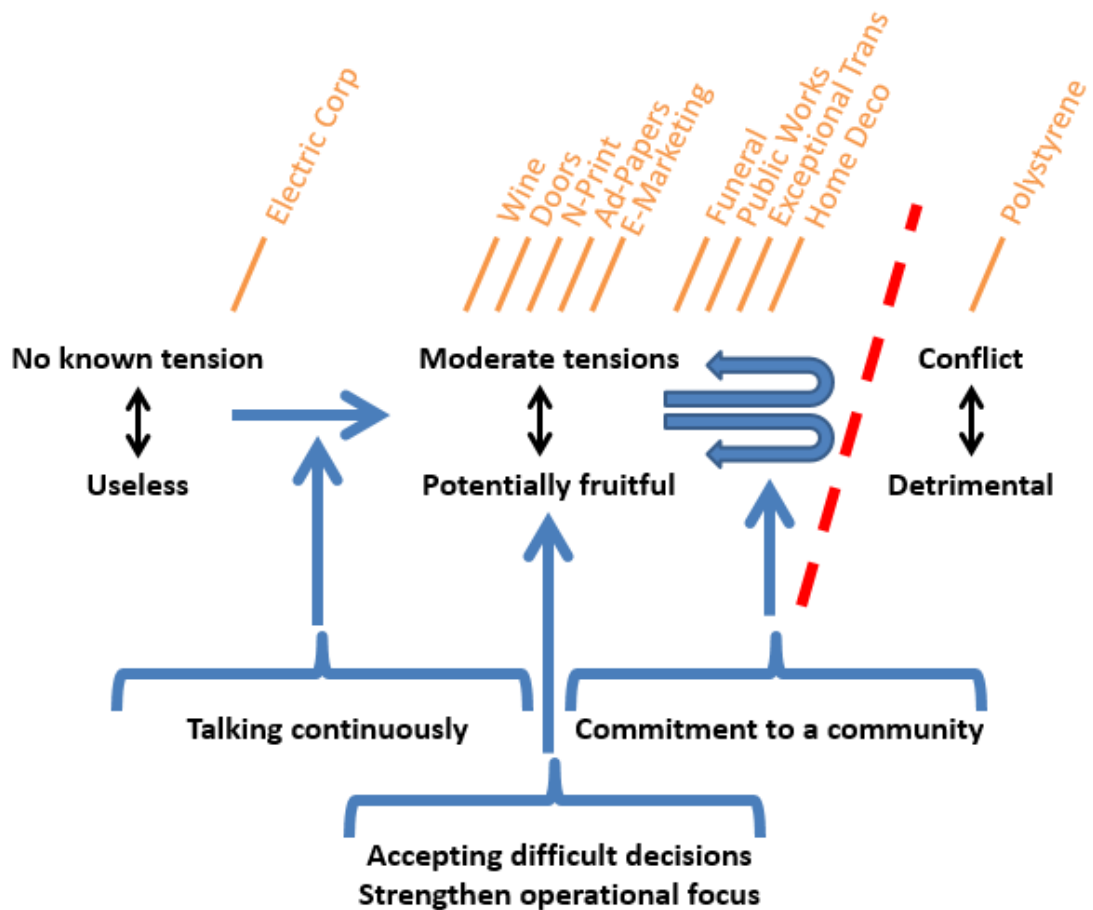 Electric Corp
Wine
Doors
N-Print
Ad-Papers
E-Marketing
Funeral
Public Works
Exceptional Trans
Home Deco
Polystyrene
No known tension
Moderate tensions
Conflict
Useless
Potentially fruitful
Detrimental
Talking continuously
Commitment to a community
Accepting difficult decisions
Strengthen operational focus